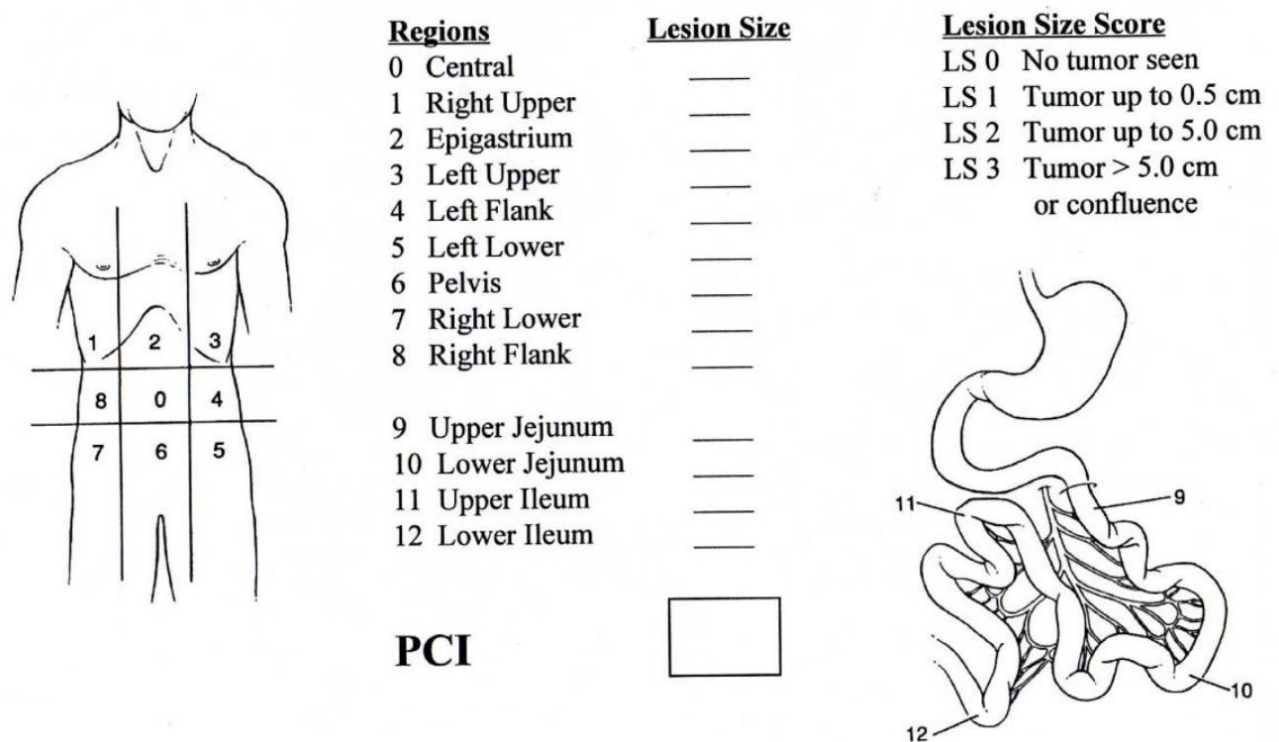 Regions
0 Central
1 Right Upper
2 Epigastrium
3 Left Upper
4 Left Flank
5 Left Lower
6 Pelvis
7 Right Lower
8 Right Flank
9 Upper Jejunum
10 Lower Jejunum
11 Upper Ileum
12 Lower Ileum
PCI
Lesion Size
Lesion Size Score
LS 0 No tumor seen
LS 1 Tumor up to 0.5 cm
LS 2 Tumor up to 5.0 cm
LS 3 Tumor > 5.0 cm
or confluence
1 2 3
8 0 4
7 6 5
11
9
10
12